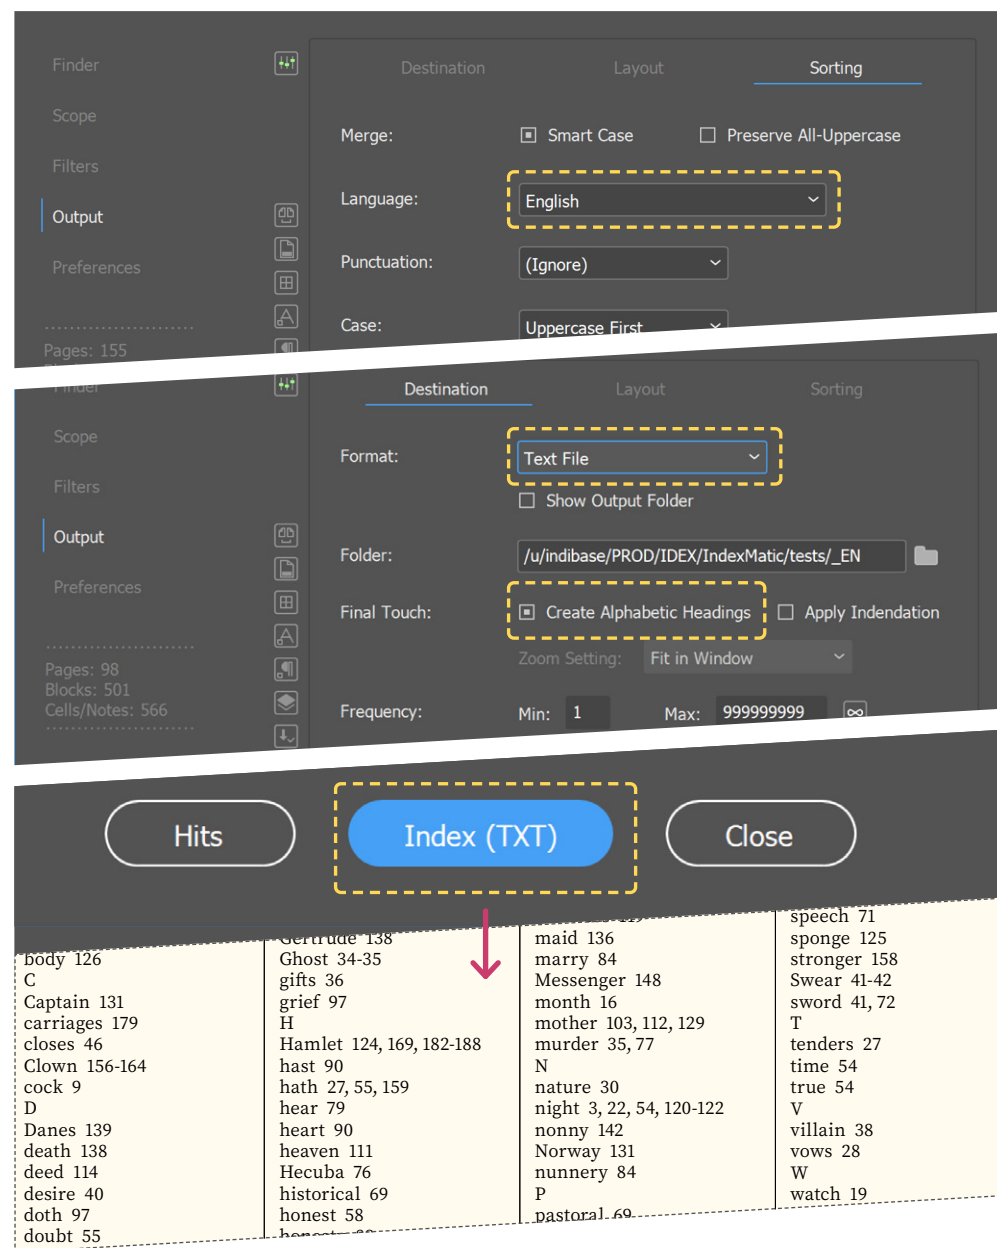 Finder
Destination Layout Sorting
Scope
Merge: Smart Case Preserve All-Uppercase
Filters
Language: English
Output
Punctuation: (Ignore)
Preferences
Case: Uppercase First
Pages: 155
Finder
Destination Layout Sorting
Scope
Format: Text File
Filters
Show Output Folder
Output
Folder: /u/indibase/PROD/IDEX/IndexMatic/tests/_EN
Preferences
Final Touch: Create Alphabetic Headings Apply Indendation
Zoom Setting: Fit in Window
Pages: 98
Blocks: 501
Cells/Notes: 566
Frequency: Min: 1 Max: 999999999
Hits Index (TXT) Close
body 126
C
Captain 131
carriages 179
closes 46
Clown 156-164
cock 9
D
Danes 139
death 138
deed 114
desire 40
doth 97
doubt 55
Gertrude 138
Ghost 34-35
gifts 36
grief 97
H
Hamlet 124, 169, 182-188
hast 90
hath 27, 55, 159
hear 79
heart 90
heaven 111
Hecuba 76
historical 69
honest 58
maid 136
marry 84
Messenger 148
month 16
mother 103, 112, 129
murder 35, 77
N
nature 30
night 3, 22, 54, 120-122
nonny 142
Norway 131
nunnery 84
P
pastoral 69
speech 71
sponge 125
stronger 158
Swear 41-42
sword 41, 72
T
tenders 27
time 54
true 54
V
villain 38
vows 28
W
watch 19